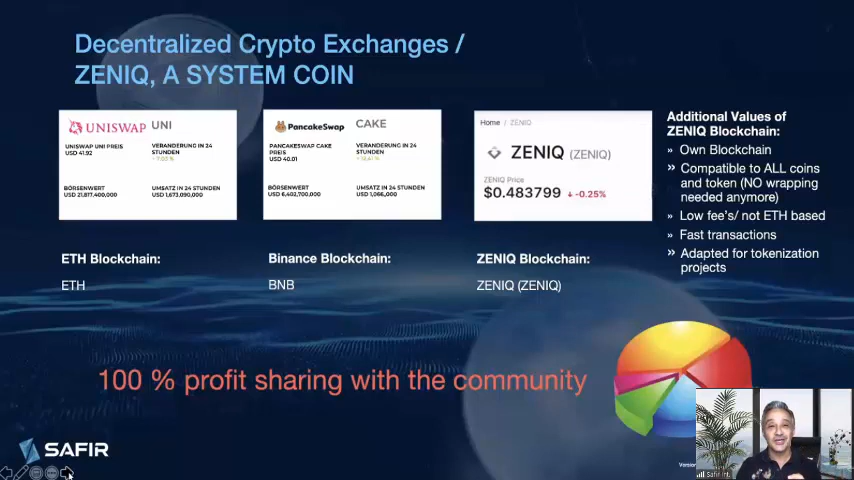 Decentralized Crypto Exchanges /
ZENIQ, A SYSTEM COIN
UNISWAP UNI
UNISWAP UNI PREIS
USD 41.92
VERANDERUNG IN 24
STUNDEN
BÖRSENWERT
USD 21,817,400,000
UMSATZ IN 24 STUNDEN
USD 1,673,090,000
PancakeSwap CAKE
PANCAKESWAP CAKE
PREIS
USD 40.01
VERANDERUNG IN 24
STUNDEN
BÖRSENWERT
USD 6,402,700,000
UMSATZ IN 24 STUNDEN
USD 1,066,000
Home / ZENIQ
ZENIQ (ZENIQ)
ZENIQ Price
$0.483799 -0.25%
Additional Values of
ZENIQ Blockchain:
» Own Blockchain
» Compatible to ALL coins
and token (NO wrapping
needed anymore)
» Low fee's/ not ETH based
» Fast transactions
» Adapted for tokenization
projects
ETH Blockchain:
ETH
Binance Blockchain:
BNB
ZENIQ Blockchain:
ZENIQ (ZENIQ)
100 % profit sharing with the community
SAFIR